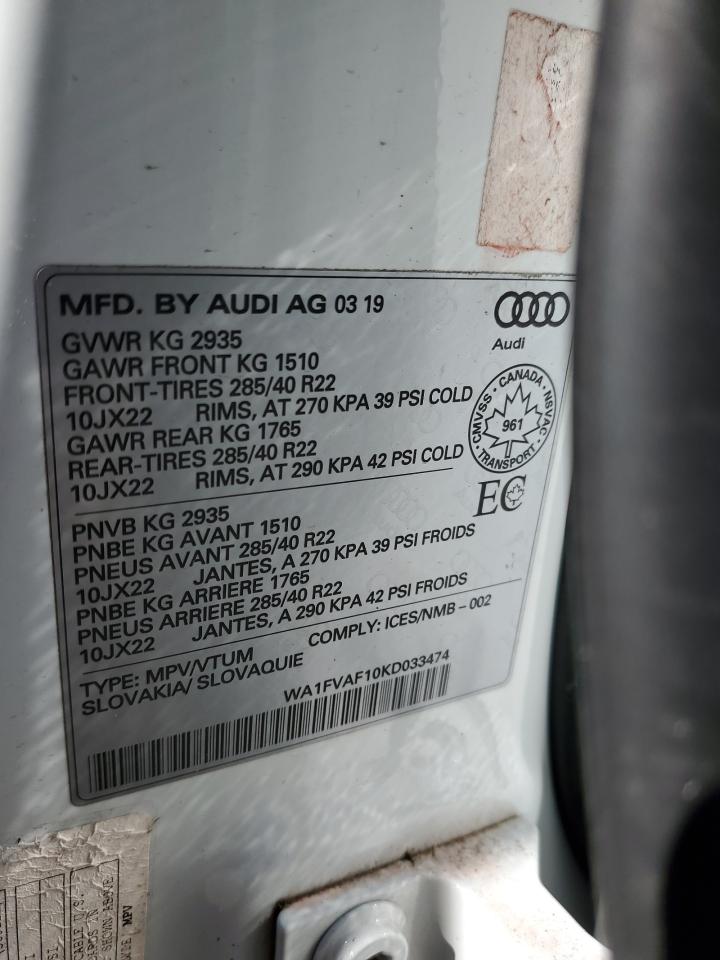 MFD. BY AUDI AG 03 19
GVWR KG 2935
GAWR FRONT KG 1510
FRONT-TIRES 285/40 R22
10JX22 RIMS, AT 270 KPA 39 PSI COLD
GAWR REAR KG 1765
REAR-TIRES 285/40 R22
10JX22 RIMS, AT 290 KPA 42 PSI COLD
Audi
CMVSS · CANADA · NSVAC
961
TRANSPORT
EC
PNVB KG 2935
PNBE KG AVANT 1510
PNEUS AVANT 285/40 R22
10JX22 JANTES, A 270 KPA 39 PSI FROIDS
PNBE KG ARRIERE 1765
PNEUS ARRIERE 285/40 R22
10JX22 JANTES, A 290 KPA 42 PSI FROIDS
TYPE: MPV/VTUM COMPLY: ICES/NMB-002
SLOVAKIA/ SLOVAQUIE
WA1FVAF10KD033474
CABLE U.S.
SHOWN ABOVE
MPV